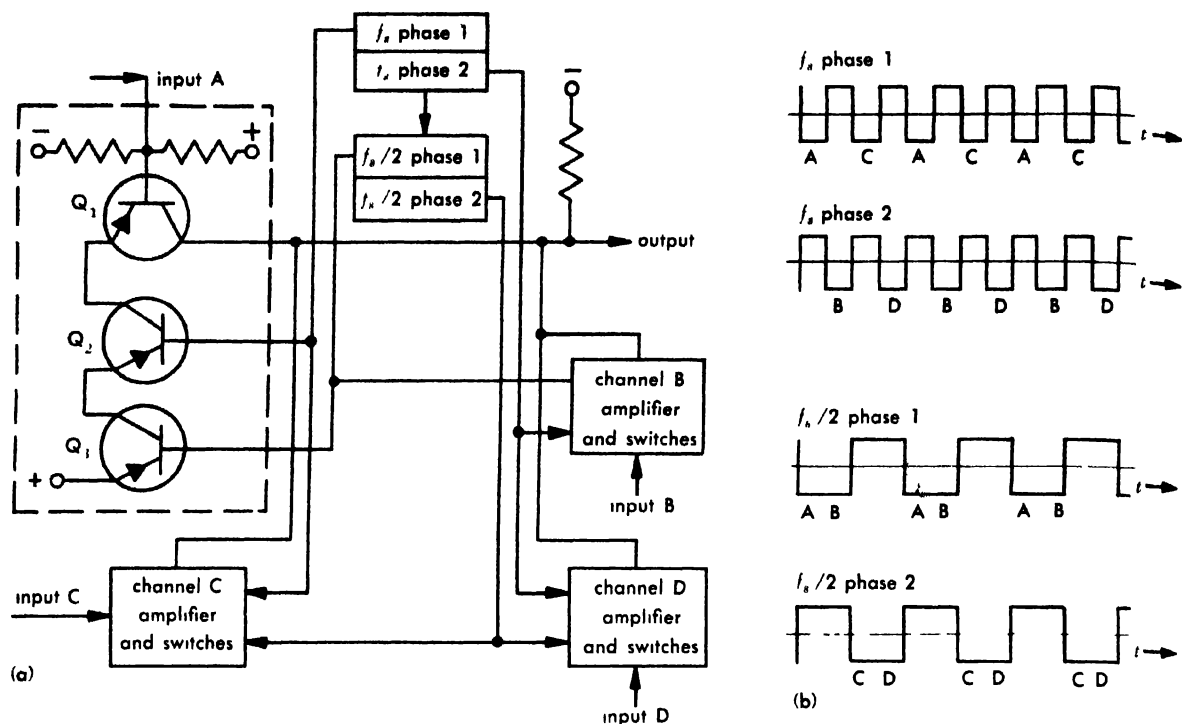 input A
− +
Q₁
Q₂
Q₃
+
fₛ phase 1
fₛ phase 2
fₛ/2 phase 1
fₛ/2 phase 2
−
output
channel B
amplifier
and switches
input B
channel C
amplifier
and switches
input C
channel D
amplifier
and switches
input D
(a)
fₛ phase 1
t
A C A C A C
fₛ phase 2
t
B D B D B D
fₛ/2 phase 1
t
A B A B A B
fₛ/2 phase 2
t
C D C D C D
(b)